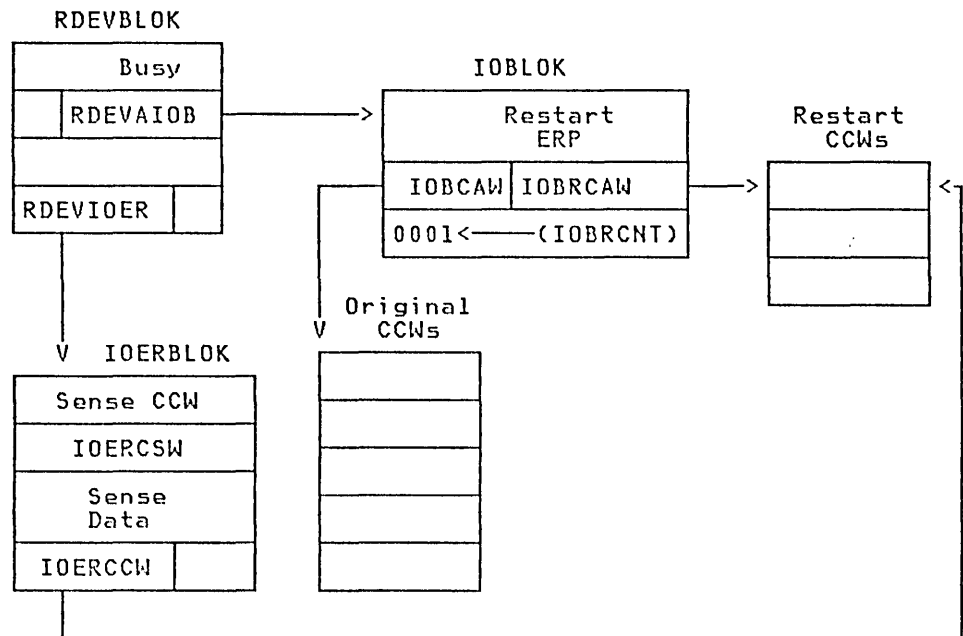 RDEVBLOK
Busy
RDEVAIOB
RDEVIOER
IOBLOK
Restart
ERP
IOBCAW IOBRCAW
0001<——(IOBRCNT)
Restart
CCWs
Original
CCWs
IOERBLOK
Sense CCW
IOERCSW
Sense
Data
IOERCCW